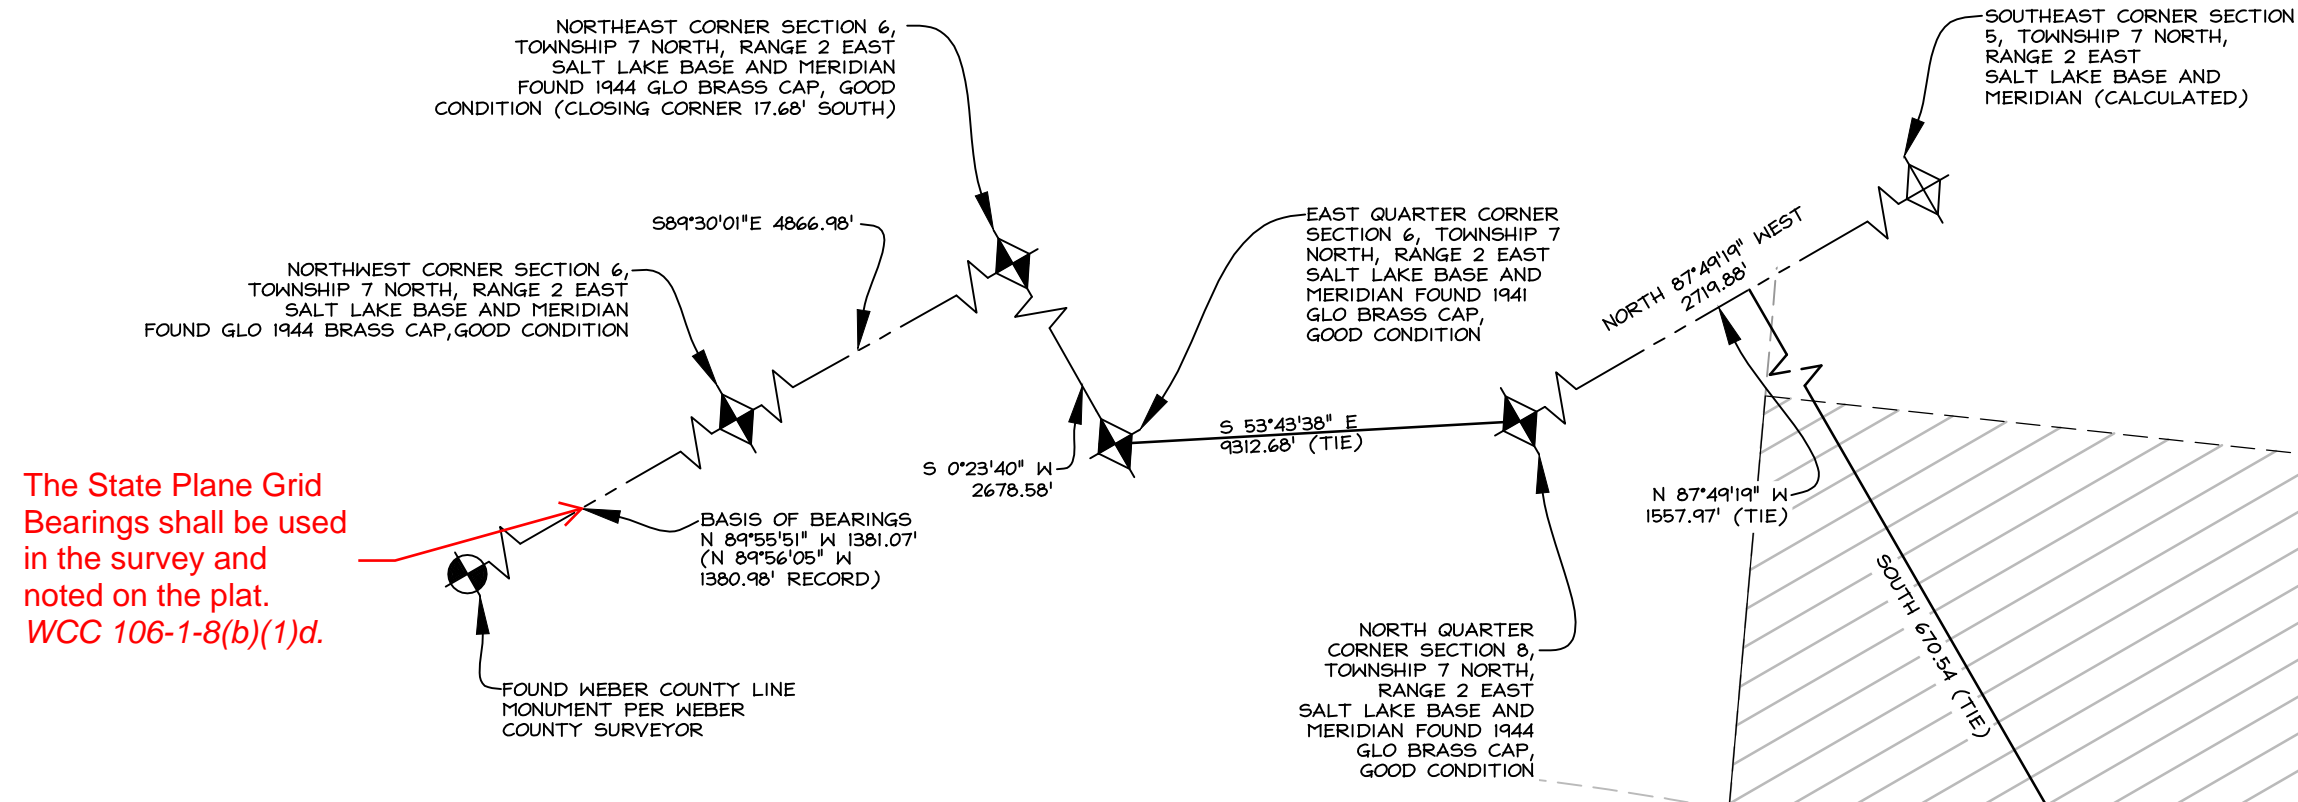 NORTHEAST CORNER SECTION 6,
TOWNSHIP 7 NORTH, RANGE 2 EAST
SALT LAKE BASE AND MERIDIAN
FOUND 1944 GLO BRASS CAP, GOOD
CONDITION (CLOSING CORNER 17.68' SOUTH)
SOUTHEAST CORNER SECTION
5, TOWNSHIP 7 NORTH,
RANGE 2 EAST
SALT LAKE BASE AND
MERIDIAN (CALCULATED)
S89°30'01"E 4866.98'
NORTHWEST CORNER SECTION 6,
TOWNSHIP 7 NORTH, RANGE 2 EAST
SALT LAKE BASE AND MERIDIAN
FOUND GLO 1944 BRASS CAP,GOOD CONDITION
EAST QUARTER CORNER
SECTION 6, TOWNSHIP 7
NORTH, RANGE 2 EAST
SALT LAKE BASE AND
MERIDIAN FOUND 1941
GLO BRASS CAP,
GOOD CONDITION
NORTH 87°49'19" WEST
2719.88'
S 53°43'38" E
9312.68' (TIE)
S 0°23'40" W
2678.58'
N 87°49'19" W
1557.97' (TIE)
The State Plane Grid
Bearings shall be used
in the survey and
noted on the plat.
WCC 106-1-8(b)(1)d.
BASIS OF BEARINGS
N 89°55'51" W 1381.07'
(N 89°56'05" W
1380.98' RECORD)
SOUTH 670.54 (TIE)
FOUND WEBER COUNTY LINE
MONUMENT PER WEBER
COUNTY SURVEYOR
NORTH QUARTER
CORNER SECTION 8,
TOWNSHIP 7 NORTH,
RANGE 2 EAST
SALT LAKE BASE AND
MERIDIAN FOUND 1944
GLO BRASS CAP,
GOOD CONDITION